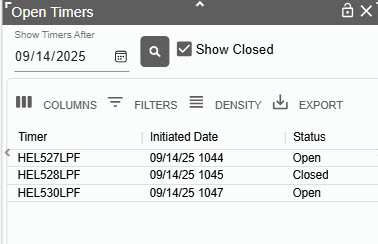 Open Timers
Show Timers After
09/14/2025
Show Closed
COLUMNS FILTERS DENSITY EXPORT
Timer Initiated Date Status
HEL527LPF 09/14/25 1044 Open
HEL528LPF 09/14/25 1045 Closed
HEL530LPF 09/14/25 1047 Open